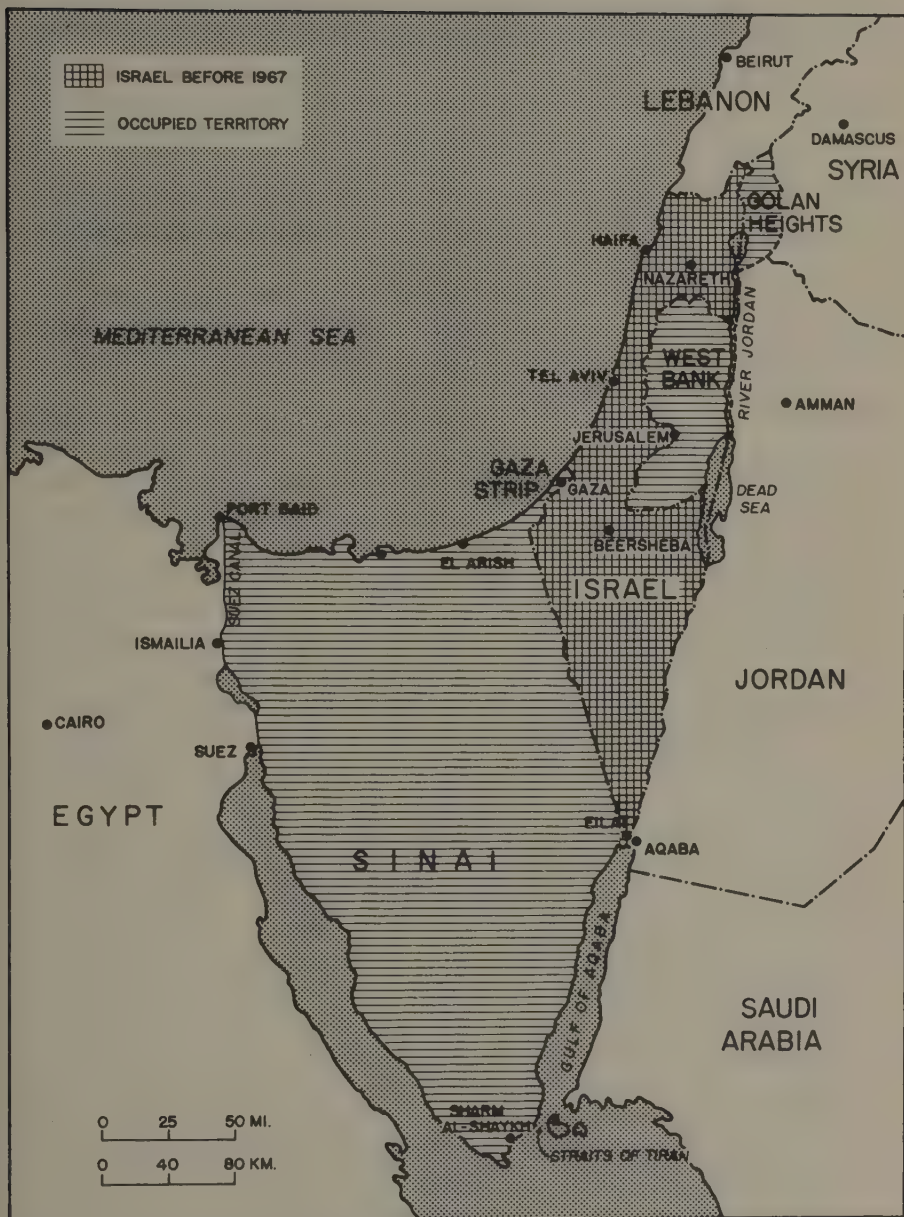 ISRAEL BEFORE 1967
OCCUPIED TERRITORY
BEIRUT
LEBANON
DAMASCUS
SYRIA
GOLAN
HEIGHTS
HAIFA
NAZARETH
MEDITERRANEAN SEA
RIVER JORDAN
WEST
BANK
TEL AVIV
AMMAN
JERUSALEM
GAZA
STRIP
GAZA
DEAD
SEA
PORT SAID
BEERSHEBA
EL ARISH
SUEZ CANAL
ISRAEL
ISMAILIA
JORDAN
CAIRO
SUEZ
EGYPT
EILAT
AQABA
SINAI
GULF OF AQABA
SAUDI
ARABIA
SHARM
AL-SHAYKH
STRAITS OF TIRAN
0 25 50 MI.
0 40 80 KM.